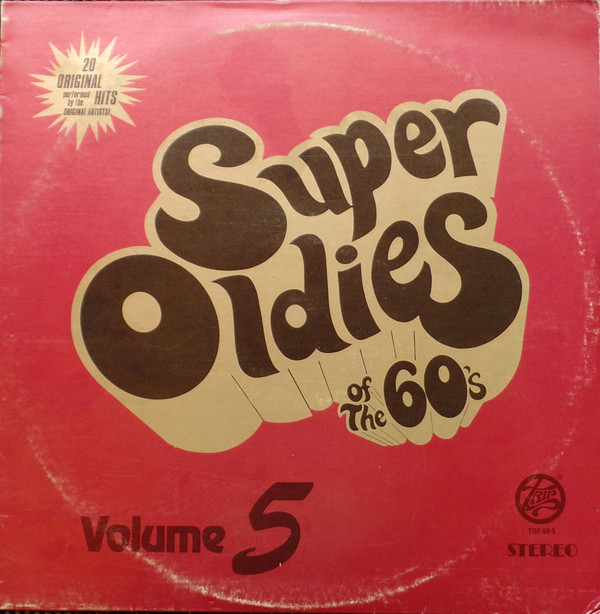 20
ORIGINAL
performed
by the HITS
ORIGINAL ARTISTS!
Super
Oldies
of
The 60's
Volume 5
TRIP
STEREO